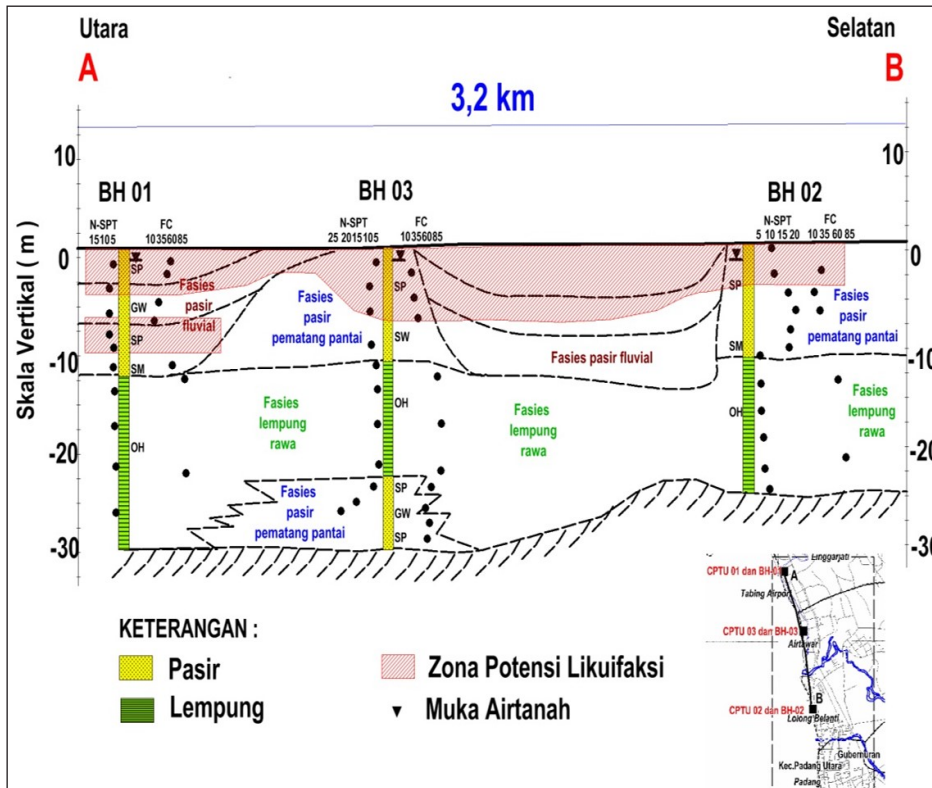 Utara
Selatan
A
B
3,2 km
10
10
BH 01
BH 03
BH 02
N-SPT
FC
N-SPT
FC
N-SPT
FC
15105
10356085
25 2015105
10356085
5 10 15 20
10 35 60 85
Skala Vertikal ( m )
0
0
SP
SP
SP
Fasies
pasir
fluvial
GW
Fasies
pasir
pematang pantai
Fasies
pasir
pematang pantai
SP
SW
Fasies pasir fluvial
SM
SM
-10
-10
Fasies
lempung
rawa
OH
Fasies
lempung
rawa
OH
OH
Fasies
lempung
rawa
-20
-20
Fasies
pasir
pematang pantai
SP
GW
SP
-30
-30
KETERANGAN :
Pasir
Zona Potensi Likuifaksi
Lempung
Muka Airtanah
Linggarjati
CPTU 01 dan BH-01
A
Tabing Airport
CPTU 03 dan BH-03
Airtawar
B
CPTU 02 dan BH-02
Lolong Belanti
Gubernuran
Kec.Padang Utara
Padang